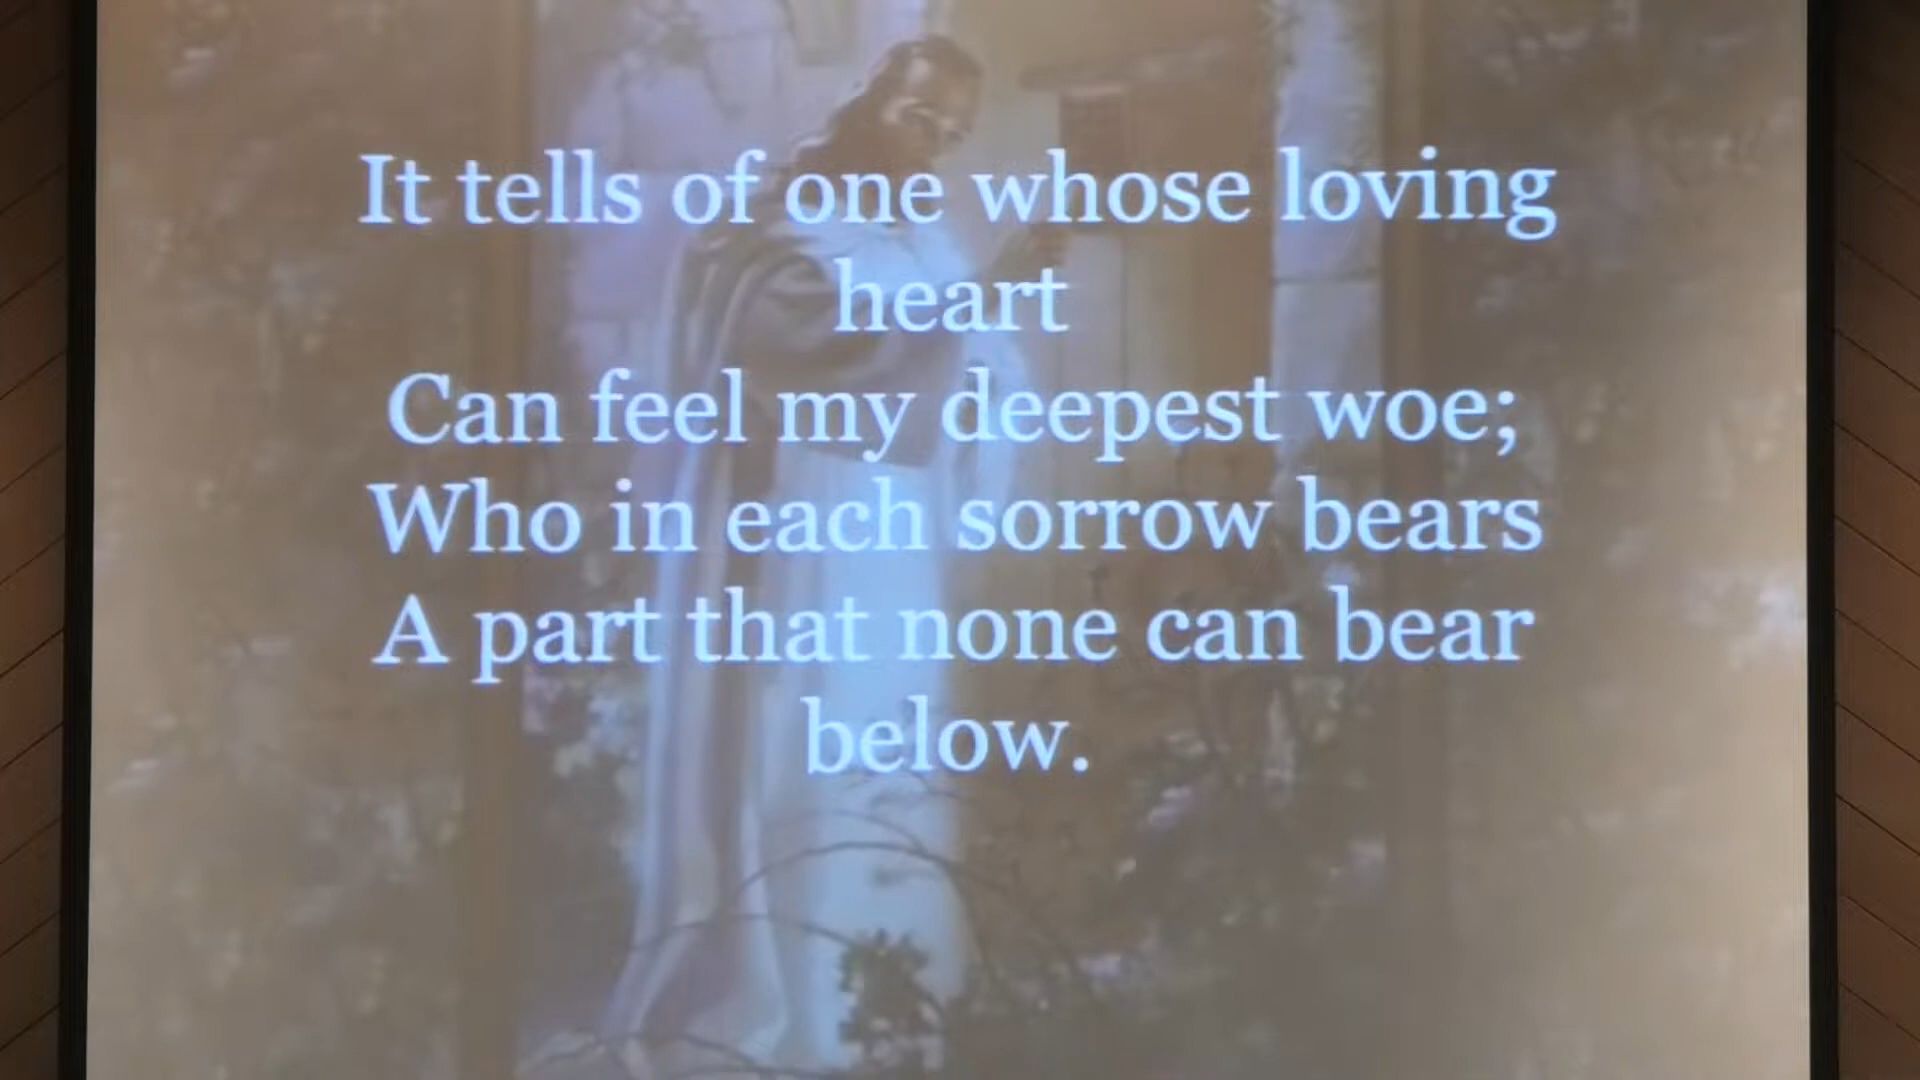 It tells of one whose loving
heart
Can feel my deepest woe;
Who in each sorrow bears
A part that none can bear
below.